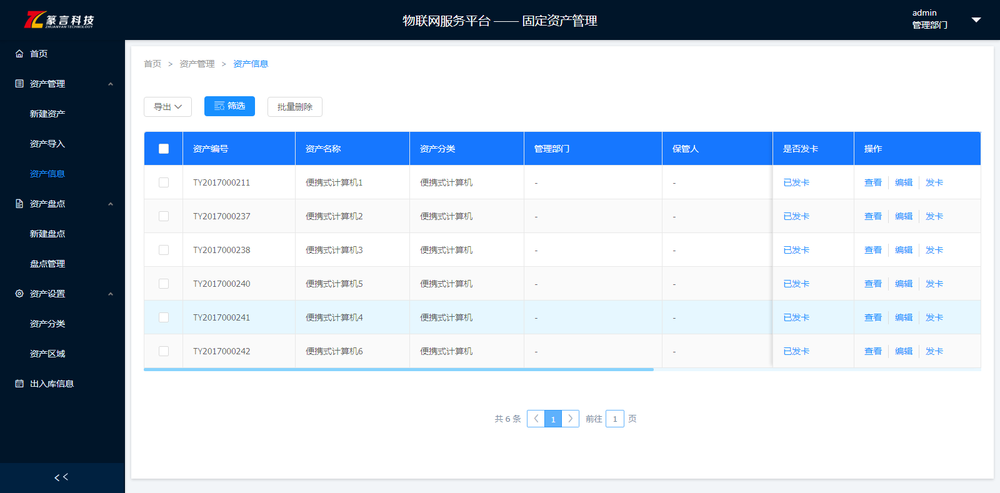 篆言科技
ZHUANYAN TECHNOLOGY
物联网服务平台 —— 固定资产管理
admin
管理部门
首页
资产管理
新建资产
资产导入
资产信息
资产盘点
新建盘点
盘点管理
资产设置
资产分类
资产区域
出入库信息
<<
首页 > 资产管理 > 资产信息
导出 筛选 批量删除
资产编号 资产名称 资产分类 管理部门 保管人 是否发卡 操作
TY2017000211 便携式计算机1 便携式计算机 - - 已发卡 查看 编辑 发卡
TY2017000237 便携式计算机2 便携式计算机 - - 已发卡 查看 编辑 发卡
TY2017000238 便携式计算机3 便携式计算机 - - 已发卡 查看 编辑 发卡
TY2017000240 便携式计算机5 便携式计算机 - - 已发卡 查看 编辑 发卡
TY2017000241 便携式计算机4 便携式计算机 - - 已发卡 查看 编辑 发卡
TY2017000242 便携式计算机6 便携式计算机 - - 已发卡 查看 编辑 发卡
共 6 条 < 1 > 前往 1 页